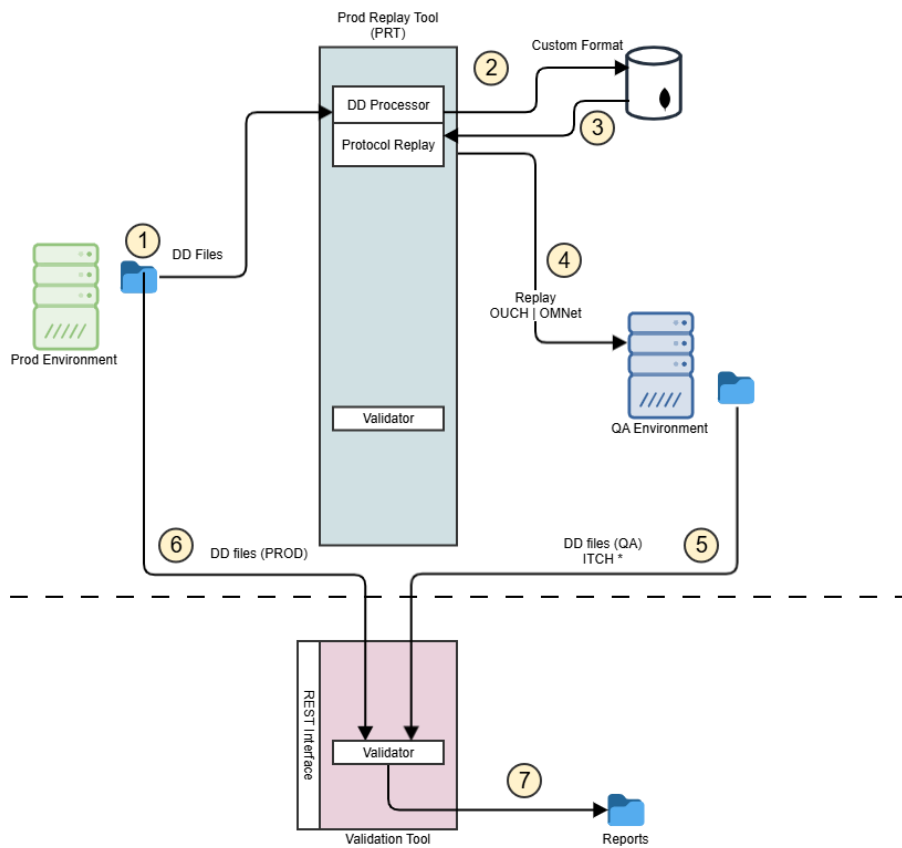 Prod Replay Tool
(PRT)
2
Custom Format
DD Processor
3
Protocol Replay
1
DD Files
4
Replay
OUCH | OMNet
Prod Environment
Validator
QA Environment
6
DD files (PROD)
DD files (QA)
ITCH *
5
REST Interface
Validator
7
Validation Tool
Reports